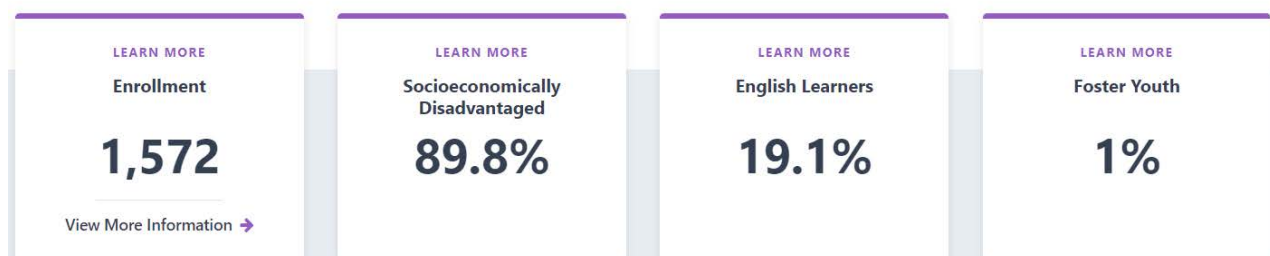 LEARN MORE
Enrollment
1,572
View More Information
LEARN MORE
Socioeconomically
Disadvantaged
89.8%
LEARN MORE
English Learners
19.1%
LEARN MORE
Foster Youth
1%